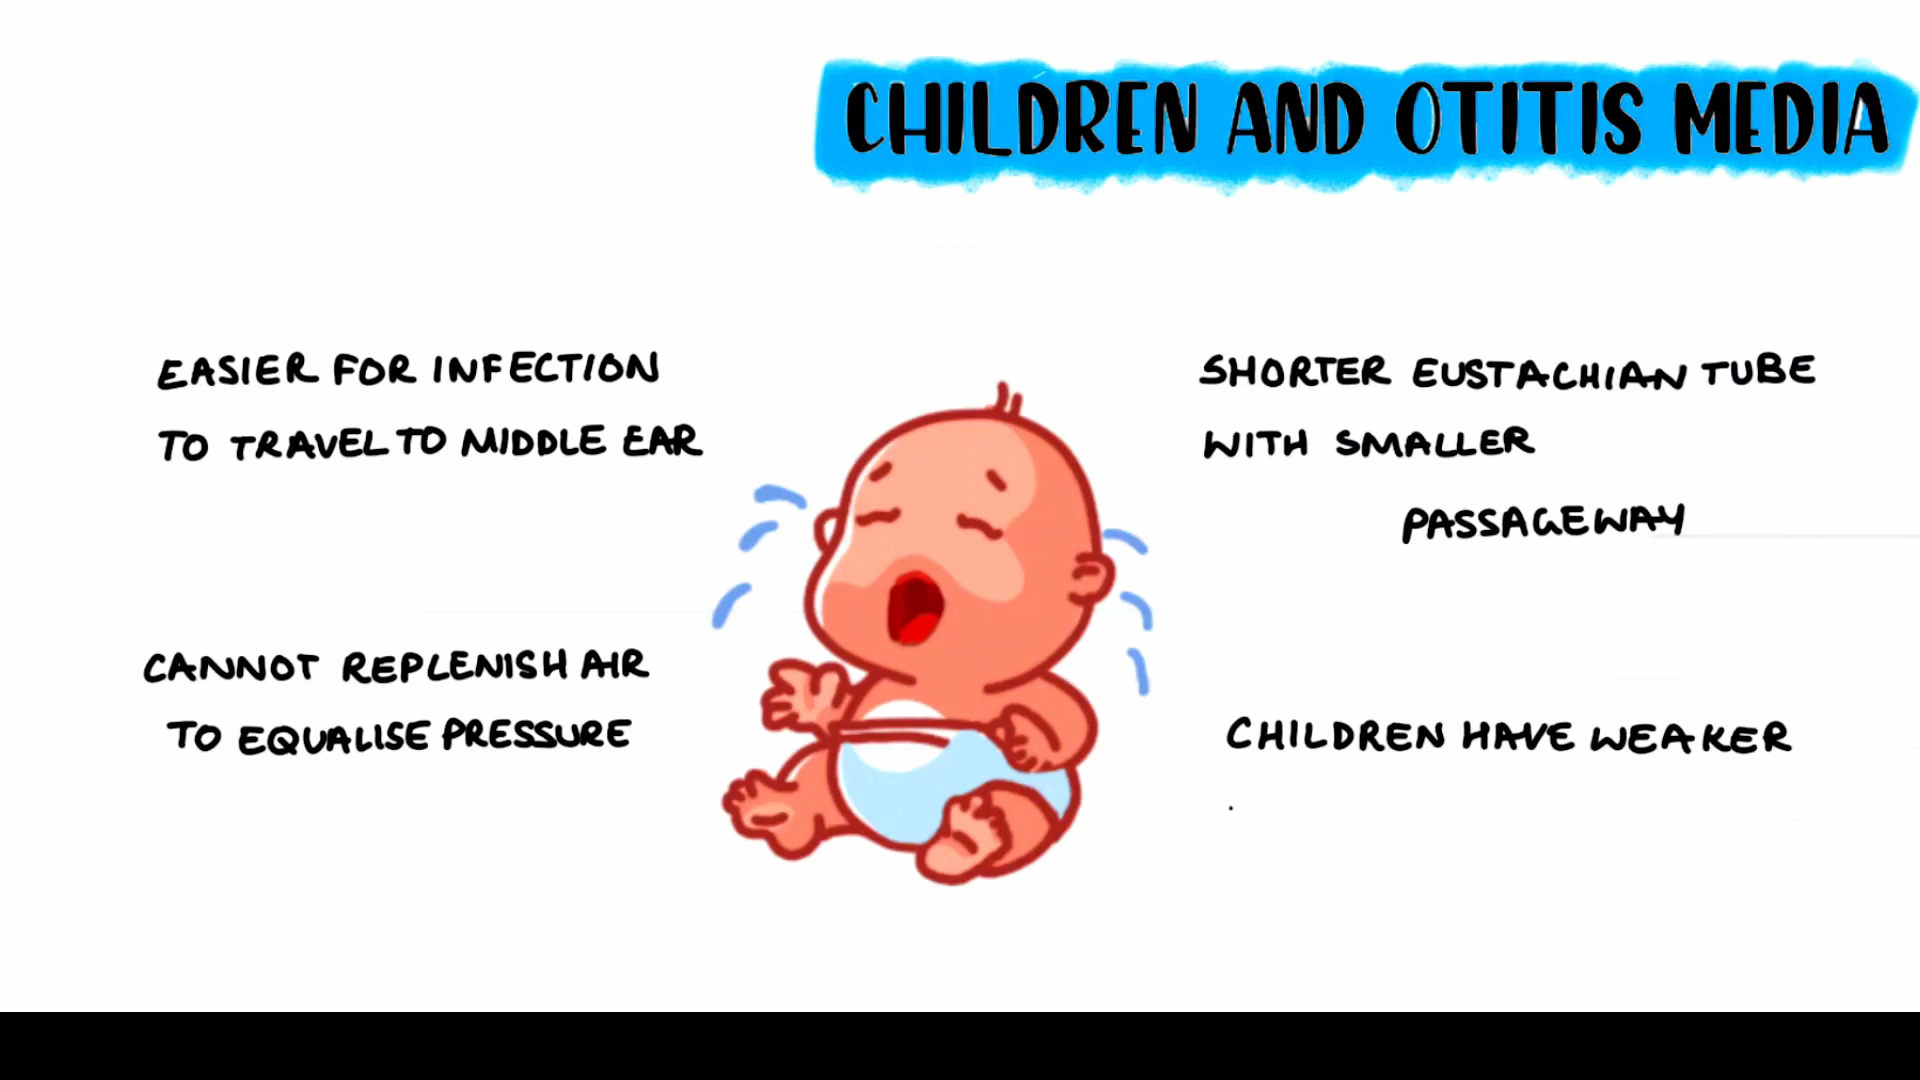 CHILDREN AND OTITIS MEDIA
EASIER FOR INFECTION
TO TRAVEL TO MIDDLE EAR
SHORTER EUSTACHIAN TUBE
WITH SMALLER
PASSAGEWAY
CANNOT REPLENISH AIR
TO EQUALISE PRESSURE
CHILDREN HAVE WEAKER